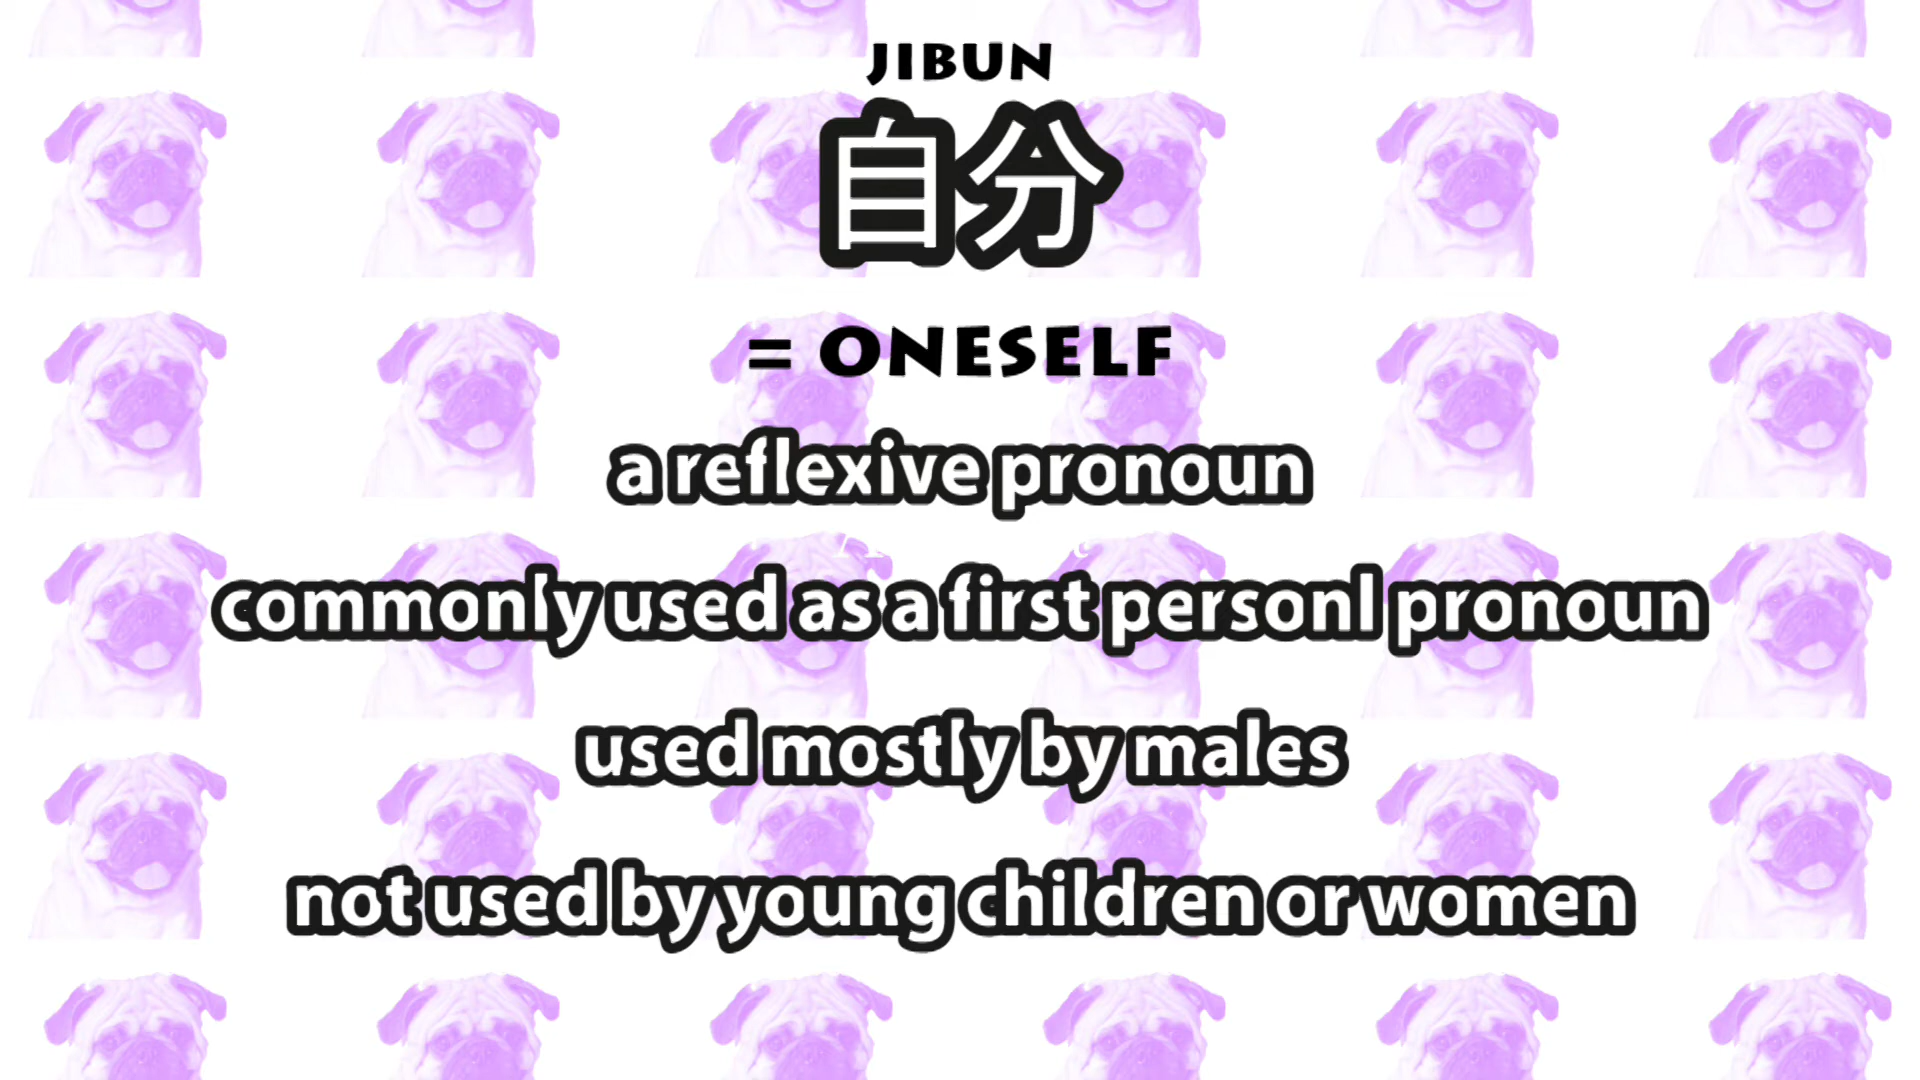 JIBUN
自分
= ONESELF
a reflexive pronoun
commonly used as a first personl pronoun
used mostly by males
not used by young children or women